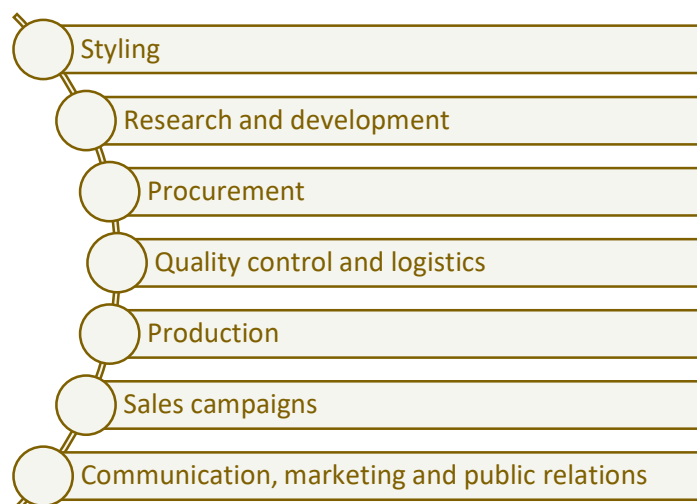 Styling
Research and development
Procurement
Quality control and logistics
Production
Sales campaigns
Communication, marketing and public relations